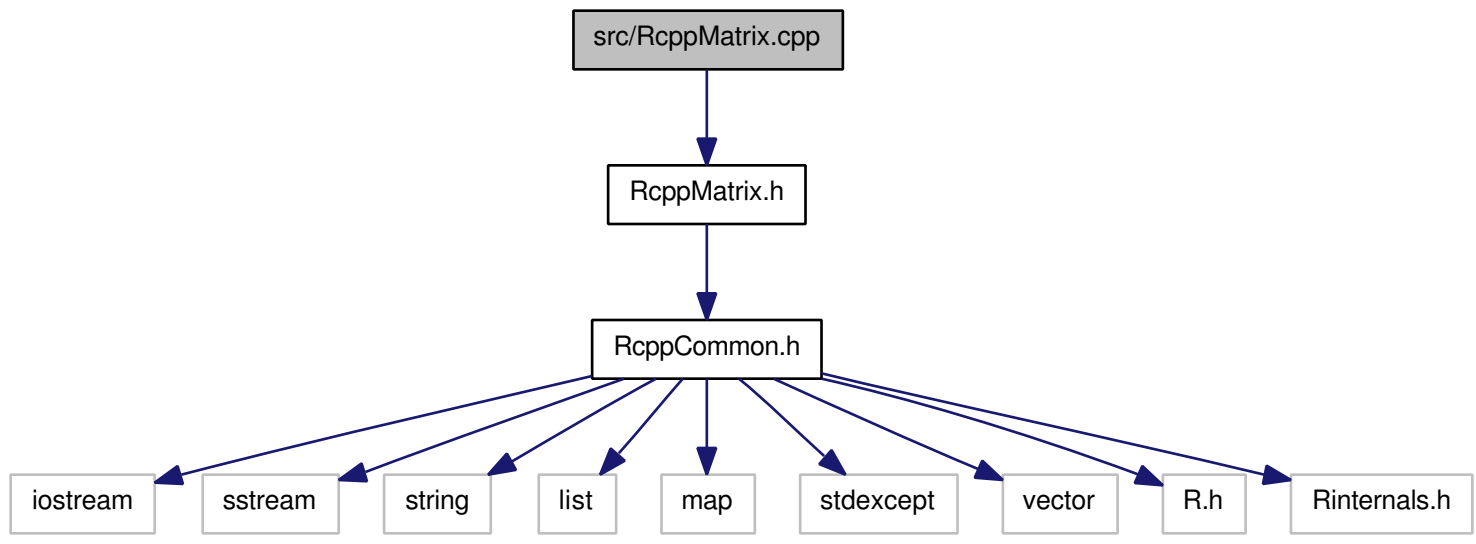 src/RcppMatrix.cpp
RcppMatrix.h
RcppCommon.h
iostream
sstream
string
list
map
stdexcept
vector
R.h
Rinternals.h